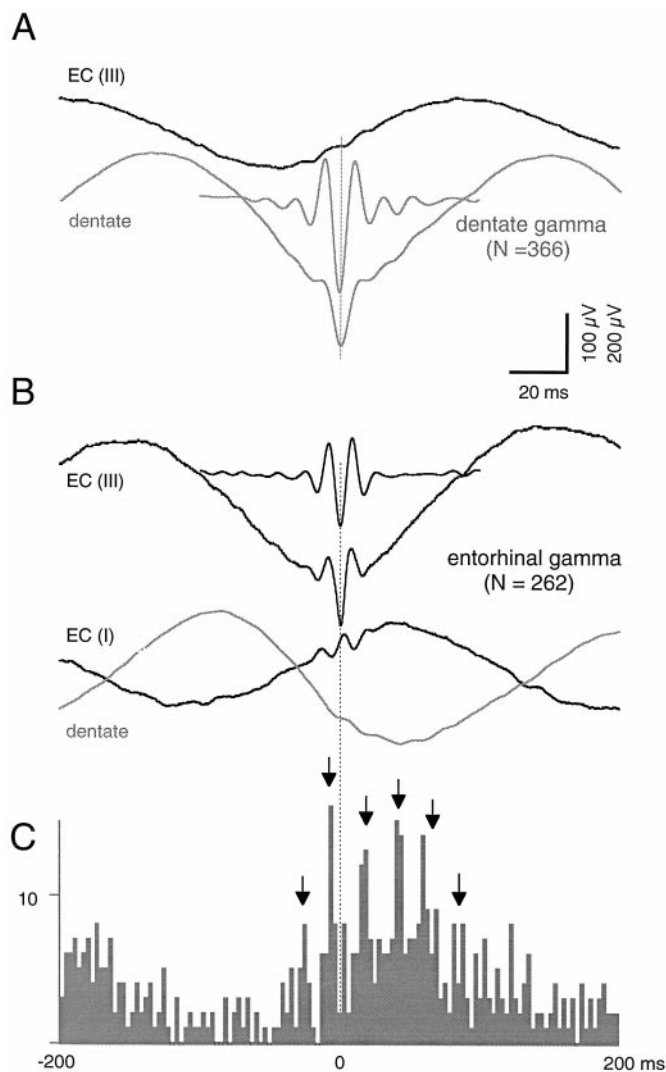 A
EC (III)
dentate
dentate gamma
(N =366)
100 µV
200 µV
20 ms
B
EC (III)
entorhinal gamma
(N = 262)
EC (I)
dentate
C
10
-200
0
200 ms